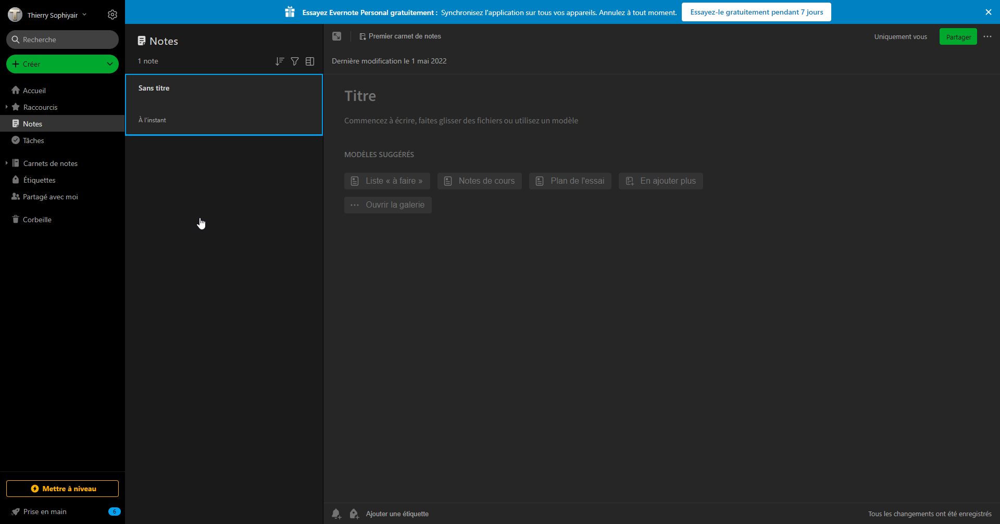 Thierry Sophiyair
Recherche
Créer
Accueil
Raccourcis
Notes
Tâches
Carnets de notes
Étiquettes
Partagé avec moi
Corbeille
Mettre à niveau
Prise en main 6
Essayez Evernote Personal gratuitement : Synchronisez l'application sur tous vos appareils. Annulez à tout moment. Essayez-le gratuitement pendant 7 jours
Notes
1 note
Sans titre
À l'instant
Premier carnet de notes
Uniquement vous
Partager
Dernière modification le 1 mai 2022
Titre
Commencez à écrire, faites glisser des fichiers ou utilisez un modèle
MODÈLES SUGGÉRÉS
Liste « à faire » Notes de cours Plan de l'essai En ajouter plus
Ouvrir la galerie
Ajouter une étiquette
Tous les changements ont été enregistrés